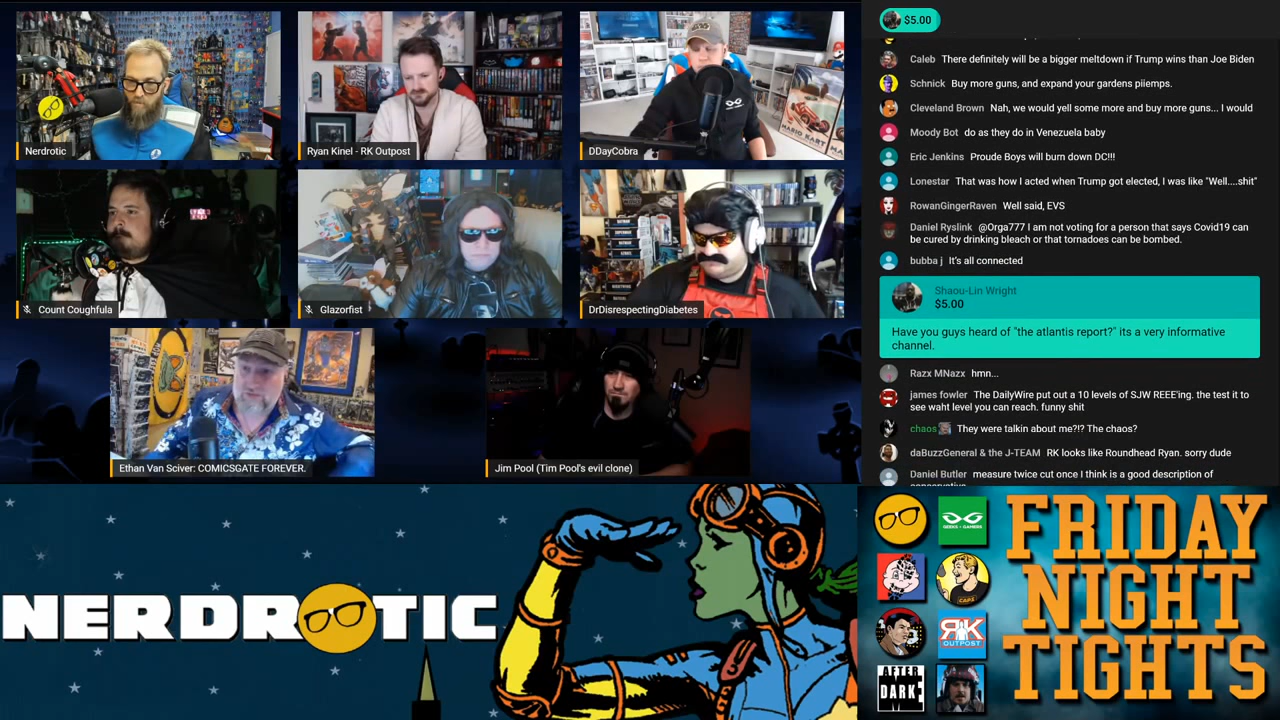 Nerdrotic
Ryan Kinel - RK Outpost
DDayCobra
Count Coughfula
Glazorfist
DrDisrespectingDiabetes
Ethan Van Sciver: COMICSGATE FOREVER.
Jim Pool (Tim Pool's evil clone)
MARIO KART
$5.00
Caleb There definitely will be a bigger meltdown if Trump wins than Joe Biden
Schnick Buy more guns, and expand your gardens piiemps.
Cleveland Brown Nah, we would yell some more and buy more guns... I would
Moody Bot do as they do in Venezuela baby
Eric Jenkins Proude Boys will burn down DC!!!
Lonestar That was how I acted when Trump got elected, I was like "Well....shit"
RowanGingerRaven Well said, EVS
Daniel Ryslink @Orga777 I am not voting for a person that says Covid19 can
be cured by drinking bleach or that tornadoes can be bombed.
bubba j It's all connected
Shaou-Lin Wright
$5.00
Have you guys heard of "the atlantis report?" its a very informative
channel.
Razx MNazx hmn...
james fowler The DailyWire put out a 10 levels of SJW REEE'ing. the test it to
see waht level you can reach. funny shit
chaos They were talkin about me?!? The chaos?
daBuzzGeneral & the J-TEAM RK looks like Roundhead Ryan. sorry dude
Daniel Butler measure twice cut once I think is a good description of
NERDROTIC
GEEKS + GAMERS
RK
OUTPOST
AFTER
DARK
FRIDAY
NIGHT
TIGHTS